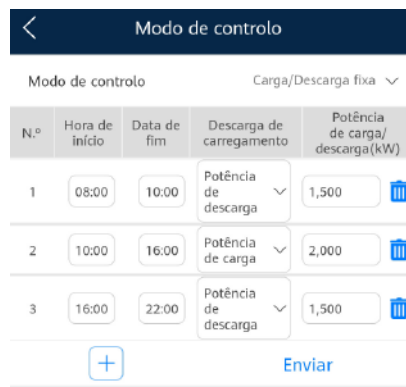 Modo de controlo
Modo de controlo Carga/Descarga fixa
N.º Hora de início Data de fim Descarga de carregamento Potência de carga/ descarga(kW)
1 08:00 10:00 Potência de descarga 1,500
2 10:00 16:00 Potência de carga 2,000
3 16:00 22:00 Potência de descarga 1,500
+ Enviar